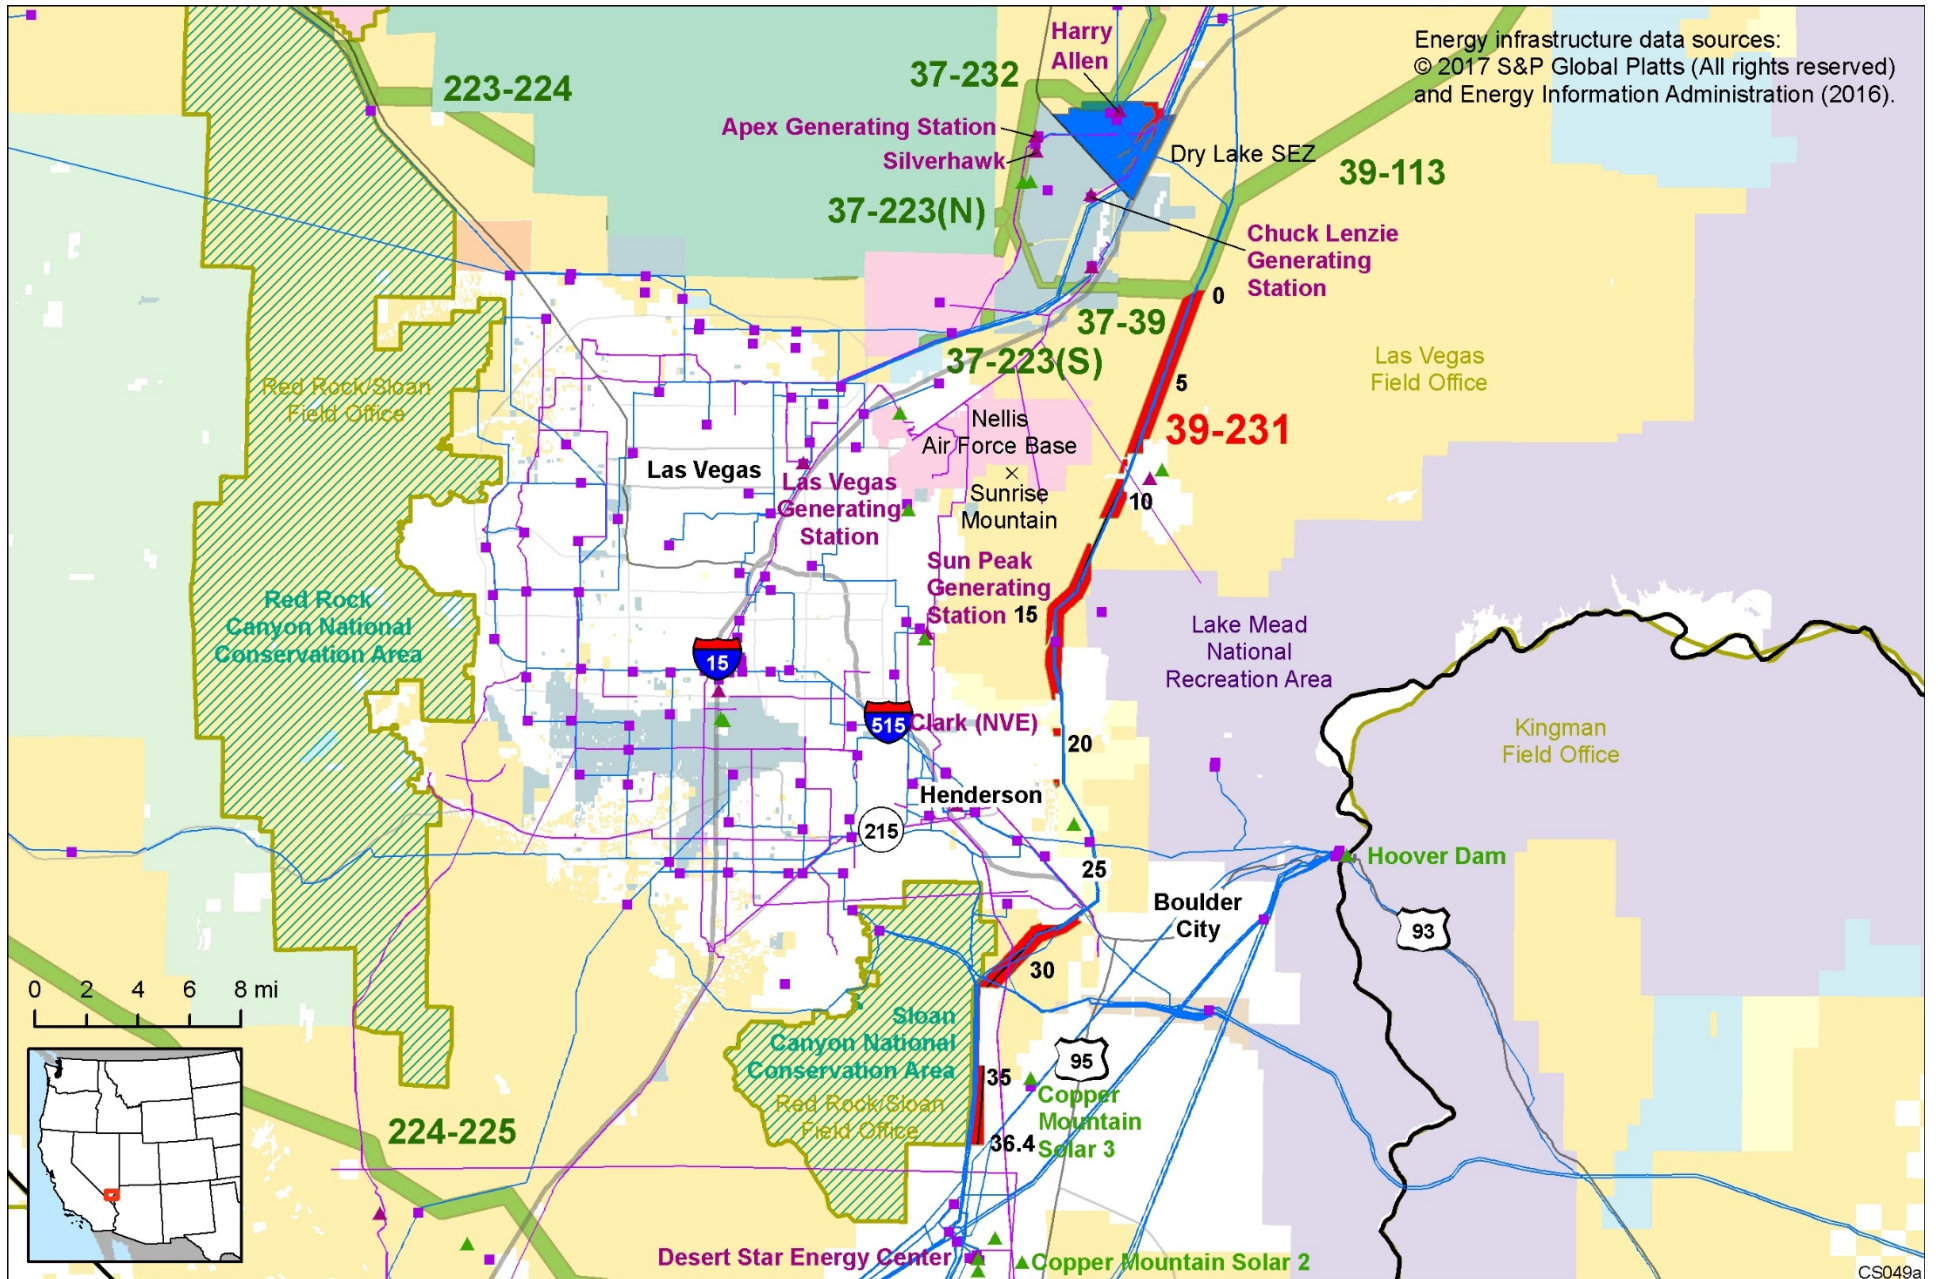 Energy infrastructure data sources:
© 2017 S&P Global Platts (All rights reserved)
and Energy Information Administration (2016).
Harry
Allen
223-224
37-232
Apex Generating Station
Silverhawk
Dry Lake SEZ
39-113
37-223(N)
Chuck Lenzie
Generating
Station
0
37-39
37-223(S)
5
Las Vegas
Field Office
Red Rock/Sloan
Field Office
39-231
Nellis
Air Force Base
Las Vegas
Las Vegas
Generating
Station
Sunrise
Mountain
10
Sun Peak
Generating
Station
15
Red Rock
Canyon National
Conservation Area
Lake Mead
National
Recreation Area
15
515
Clark (NVE)
20
Kingman
Field Office
Henderson
215
25
Hoover Dam
Boulder
City
93
30
0 2 4 6 8 mi
Sloan
Canyon National
Conservation Area
95
35
Red Rock/Sloan
Field Office
Copper
Mountain
Solar 3
36.4
224-225
Desert Star Energy Center
Copper Mountain Solar 2
CS049a